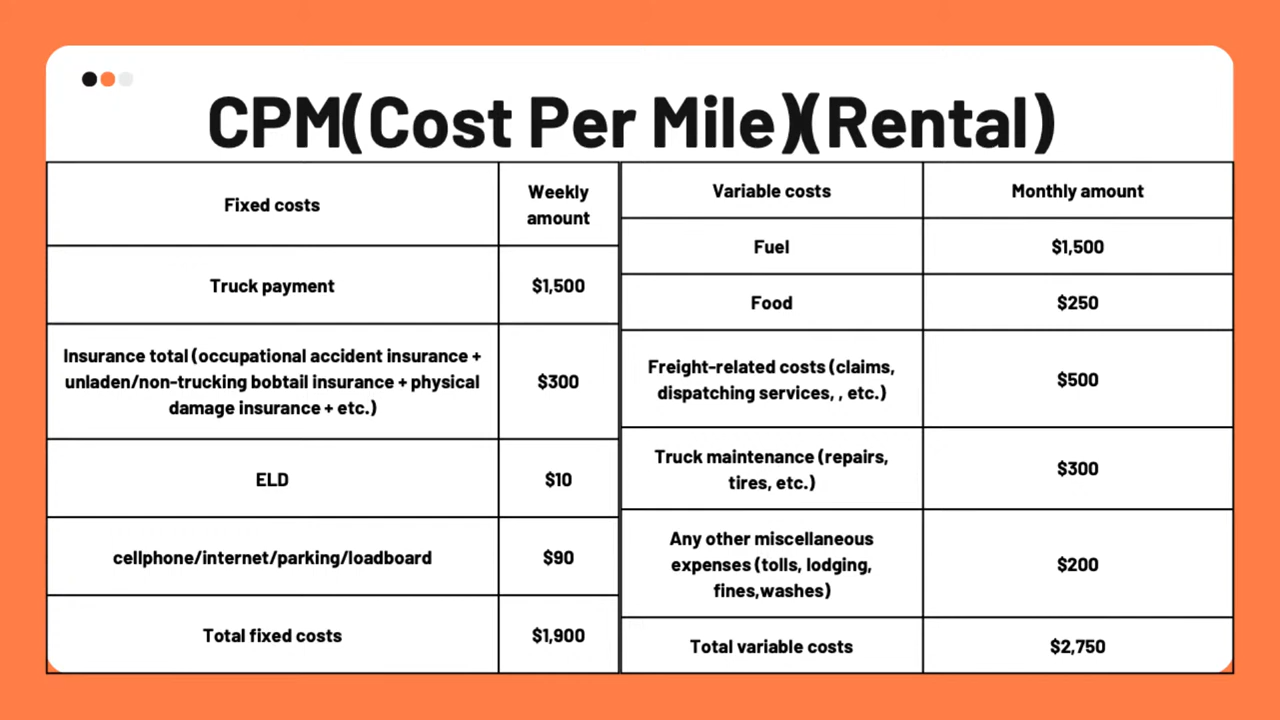 CPM(Cost Per Mile)(Rental)
Fixed costs
Weekly
amount
Truck payment
$1,500
Insurance total (occupational accident insurance +
unladen/non-trucking bobtail insurance + physical
damage insurance + etc.)
$300
ELD
$10
cellphone/internet/parking/loadboard
$90
Total fixed costs
$1,900
Variable costs
Monthly amount
Fuel
$1,500
Food
$250
Freight-related costs (claims,
dispatching services, , etc.)
$500
Truck maintenance (repairs,
tires, etc.)
$300
Any other miscellaneous
expenses (tolls, lodging,
fines,washes)
$200
Total variable costs
$2,750